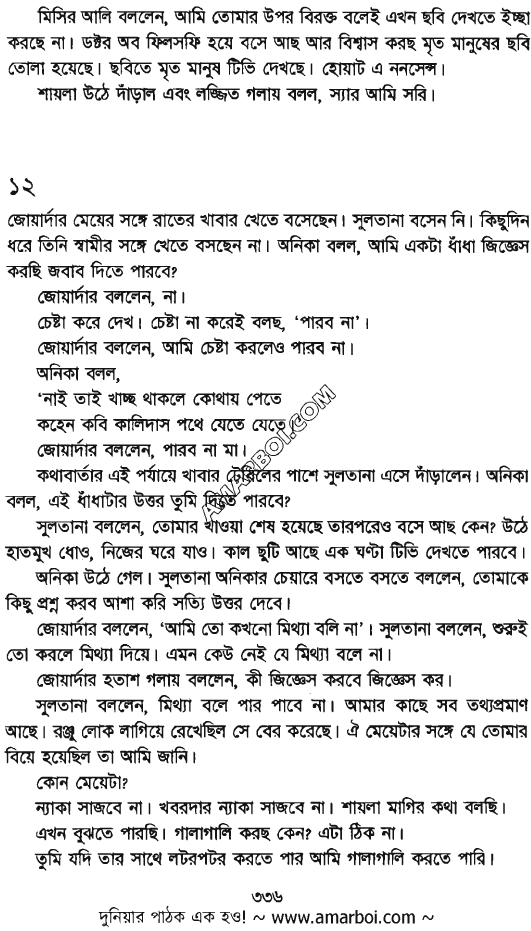 মিসির আলি বললেন, আমি তোমার উপর বিরক্ত বলেই এখন ছবি দেখতে ইচ্ছা
করছে না। ডক্টর অব ফিলসফি হয়ে বসে আছ আর বিশ্বাস করছ মৃত মানুষের ছবি
তোলা হয়েছে। ছবিতে মৃত মানুষ টিভি দেখছে। হোয়াট এ ননসেন্স।
শায়লা উঠে দাঁড়াল এবং লজ্জিত গলায় বলল, স্যার আমি সরি।
১২
জোয়ার্দার মেয়ের সঙ্গে রাতের খাবার খেতে বসেছেন। সুলতানা বসেন নি। কিছুদিন
ধরে তিনি স্বামীর সঙ্গে খেতে বসছেন না। অনিকা বলল, আমি একটা ধাঁধা জিজ্ঞেস
করছি জবাব দিতে পারবে?
জোয়ার্দার বললেন, না।
চেষ্টা করে দেখ। চেষ্টা না করেই বলছ, ‘পারব না’।
জোয়ার্দার বললেন, আমি চেষ্টা করলেও পারব না।
অনিকা বলল,
‘নাই তাই খাচ্ছ থাকলে কোথায় পেতে
কহেন কবি কালিদাস পথে যেতে যেতে।’
জোয়ার্দার বললেন, পারব না মা।
কথাবার্তার এই পর্যায়ে খাবার টেবিলের পাশে সুলতানা এসে দাঁড়ালেন। অনিকা
বলল, এই ধাঁধাটার উত্তর তুমি দিতে পারবে?
সুলতানা বললেন, তোমার খাওয়া শেষ হয়েছে তারপরেও বসে আছ কেন? উঠে
হাতমুখ ধোও, নিজের ঘরে যাও। কাল ছুটি আছে এক ঘণ্টা টিভি দেখতে পারবে।
অনিকা উঠে গেল। সুলতানা অনিকার চেয়ারে বসতে বসতে বললেন, তোমাকে
কিছু প্রশ্ন করব আশা করি সত্যি উত্তর দেবে।
জোয়ার্দার বললেন, ‘আমি তো কখনো মিথ্যা বলি না’। সুলতানা বললেন, শুরুই
তো করলে মিথ্যা দিয়ে। এমন কেউ নেই যে মিথ্যা বলে না।
জোয়ার্দার হতাশ গলায় বললেন, কী জিজ্ঞেস করবে জিজ্ঞেস কর।
সুলতানা বললেন, মিথ্যা বলে পার পাবে না। আমার কাছে সব তথ্যপ্রমাণ
আছে। রঞ্জু লোক লাগিয়ে রেখেছিল সে বের করেছে। ঐ মেয়েটার সঙ্গে যে তোমার
বিয়ে হয়েছিল তা আমি জানি।
কোন মেয়েটা?
ন্যাকা সাজবে না। খবরদার ন্যাকা সাজবে না। শায়লা মাগির কথা বলছি।
এখন বুঝতে পারছি। গালাগালি করছ কেন? এটা ঠিক না।
তুমি যদি তার সাথে লটরপটর করতে পার আমি গালাগালি করতে পারি।
AMARBOI.COM
৩৩৬
দুনিয়ার পাঠক এক হও! ~ www.amarboi.com ~